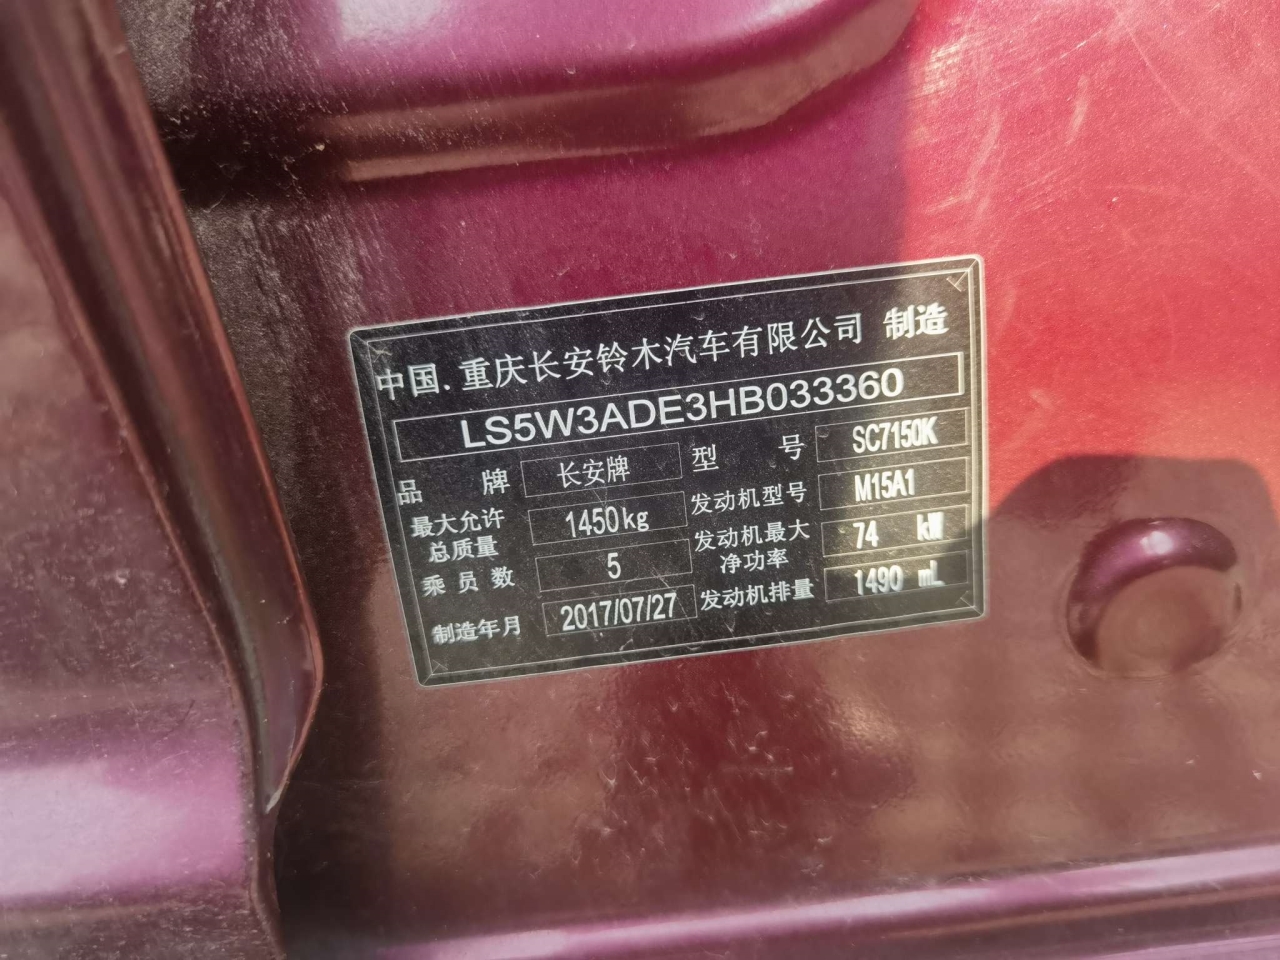 中国.重庆长安铃木汽车有限公司 制造
LS5W3ADE3HB033360
品 牌 长安牌 型 号 SC7150K
最大允许总质量 1450kg 发动机型号 M15A1
乘员数 5 发动机最大净功率 74 kW
制造年月 2017/07/27 发动机排量 1490 mL